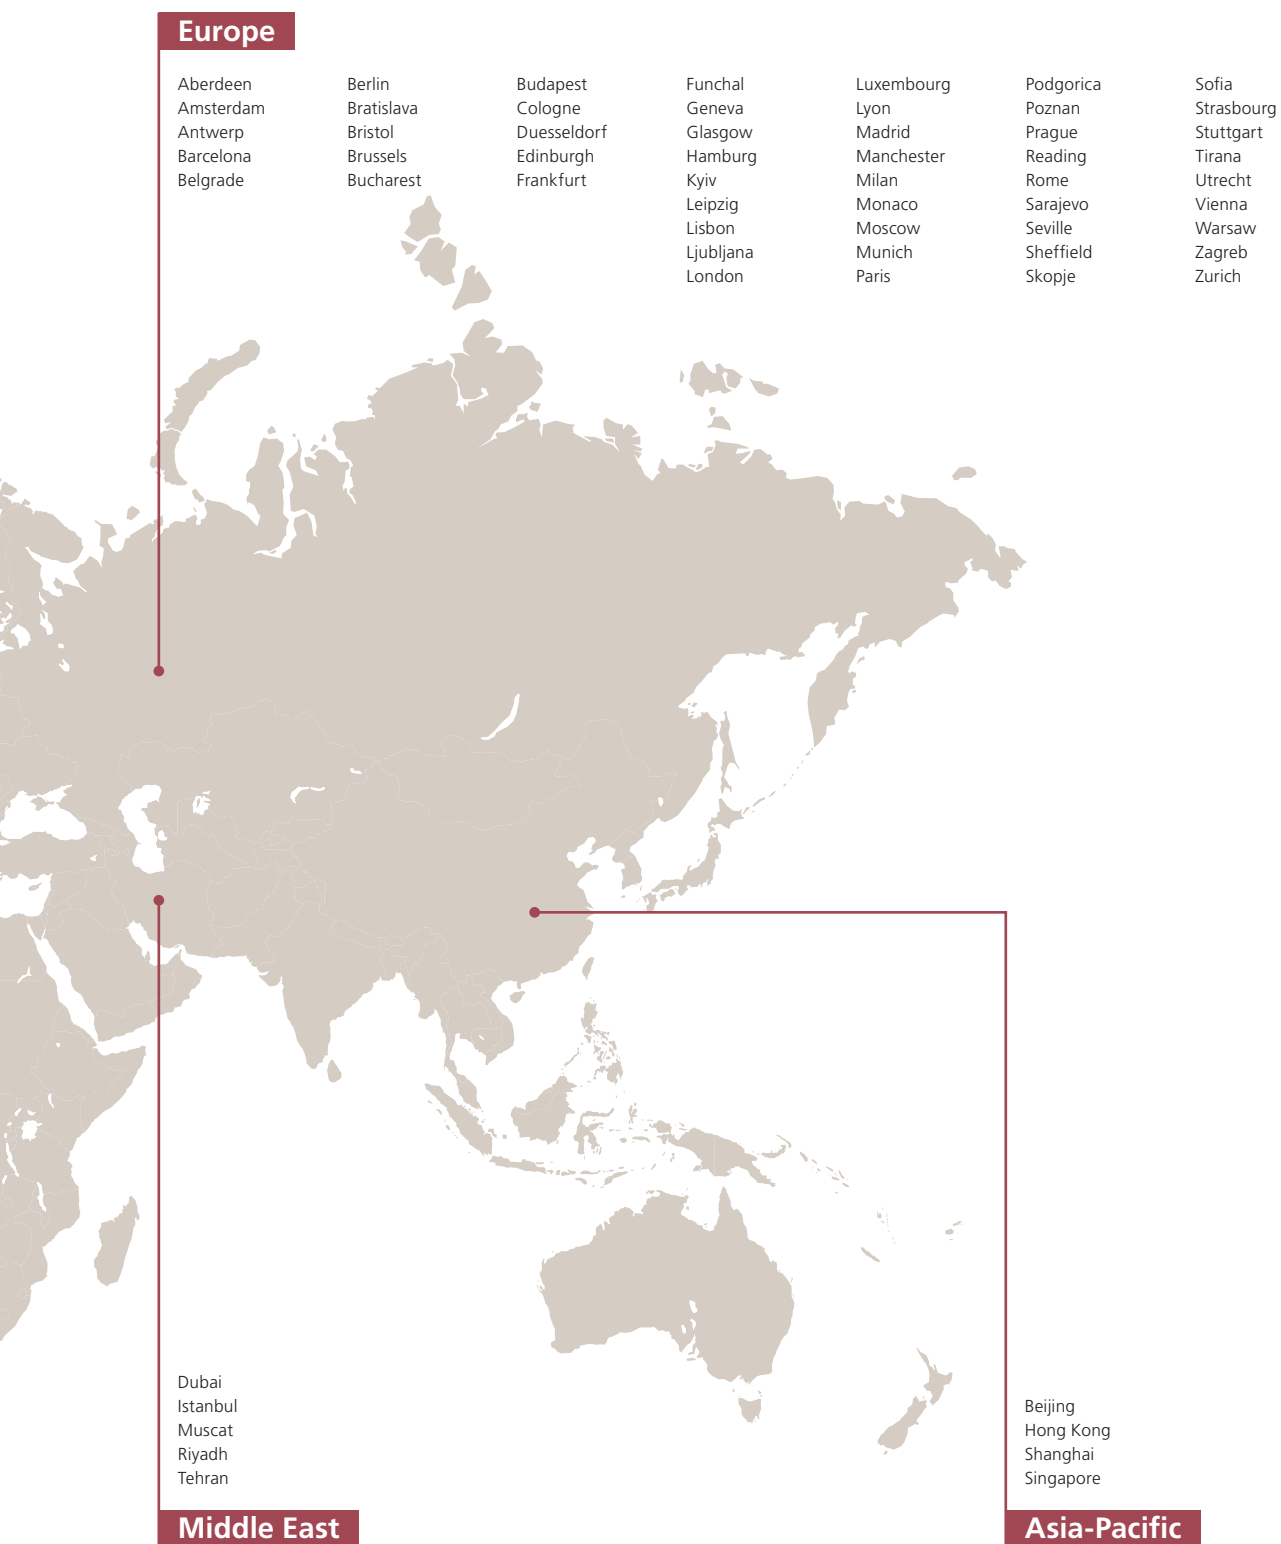 Europe
Aberdeen
Amsterdam
Antwerp
Barcelona
Belgrade
Berlin
Bratislava
Bristol
Brussels
Bucharest
Budapest
Cologne
Duesseldorf
Edinburgh
Frankfurt
Funchal
Geneva
Glasgow
Hamburg
Kyiv
Leipzig
Lisbon
Ljubljana
London
Luxembourg
Lyon
Madrid
Manchester
Milan
Monaco
Moscow
Munich
Paris
Podgorica
Poznan
Prague
Reading
Rome
Sarajevo
Seville
Sheffield
Skopje
Sofia
Strasbourg
Stuttgart
Tirana
Utrecht
Vienna
Warsaw
Zagreb
Zurich
Dubai
Istanbul
Muscat
Riyadh
Tehran
Middle East
Beijing
Hong Kong
Shanghai
Singapore
Asia-Pacific